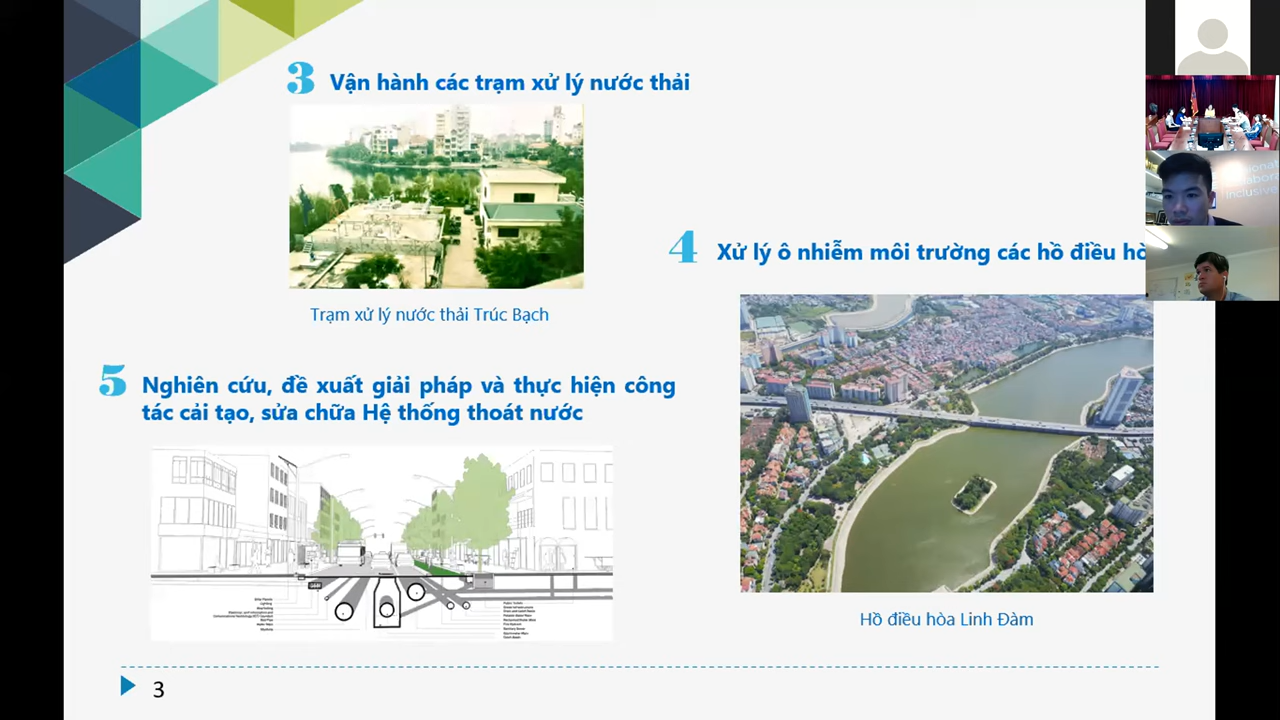 3 Vận hành các trạm xử lý nước thải
Trạm xử lý nước thải Trúc Bạch
4 Xử lý ô nhiễm môi trường các hồ điều hò
Hồ điều hòa Linh Đàm
5 Nghiên cứu, đề xuất giải pháp và thực hiện công
tác cải tạo, sửa chữa Hệ thống thoát nước
3